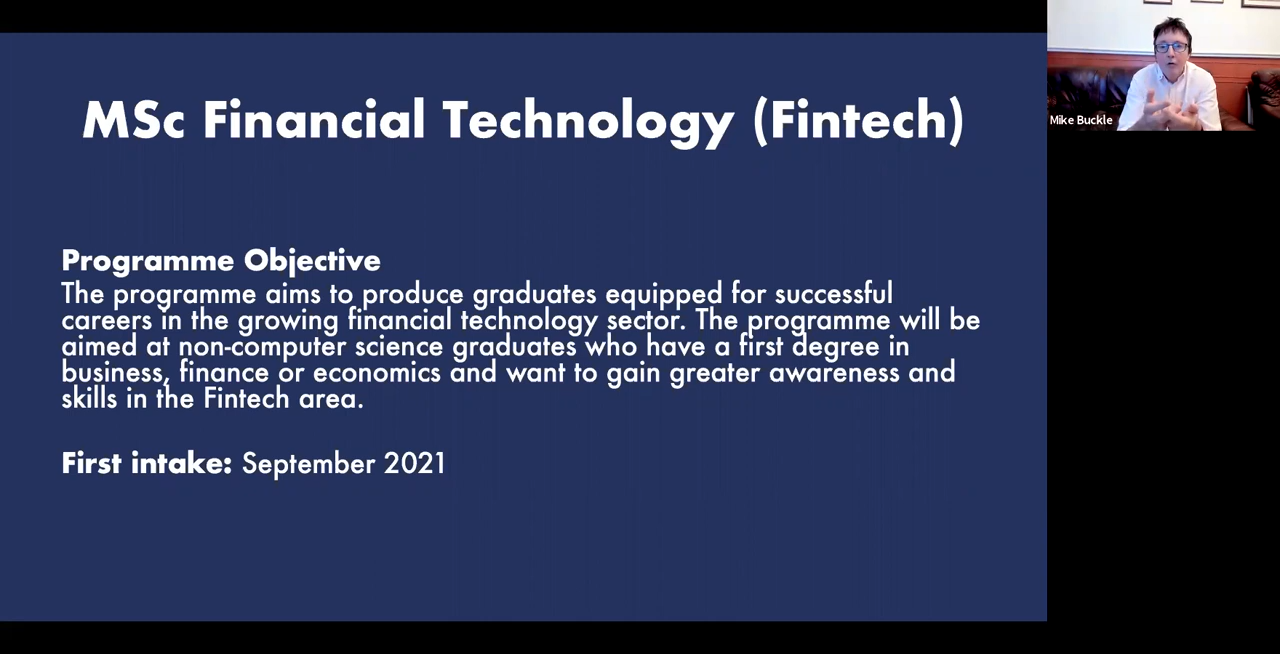 MSc Financial Technology (Fintech)
Mike Buckle
Programme Objective
The programme aims to produce graduates equipped for successful
careers in the growing financial technology sector. The programme will be
aimed at non-computer science graduates who have a first degree in
business, finance or economics and want to gain greater awareness and
skills in the Fintech area.
First intake: September 2021